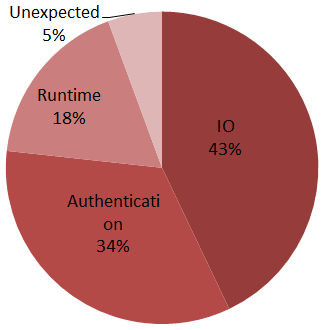 Unexpected
5%
Runtime
18%
IO
43%
Authenticati
on
34%